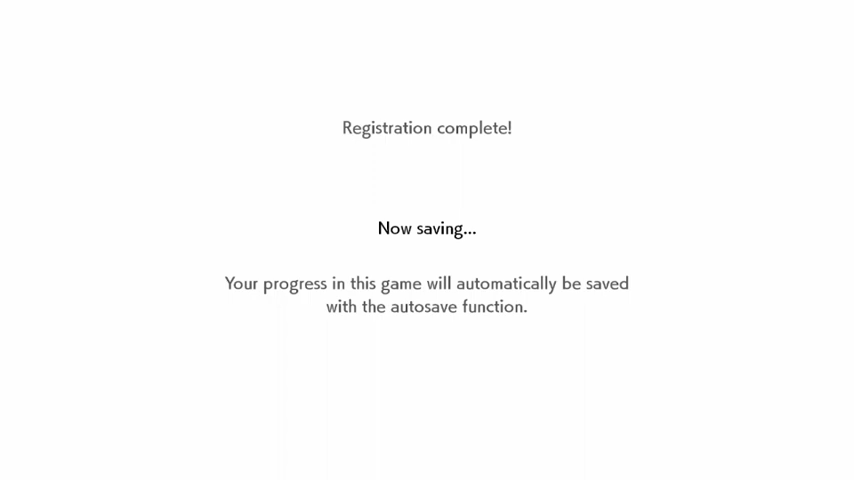 Registration complete!
Now saving...
Your progress in this game will automatically be saved
with the autosave function.